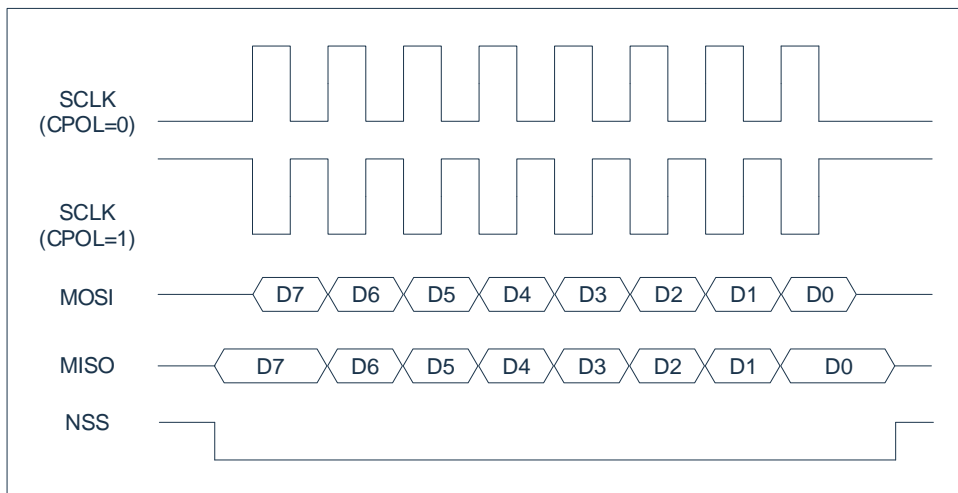 SCLK
(CPOL=0)
SCLK
(CPOL=1)
MOSI D7 D6 D5 D4 D3 D2 D1 D0
MISO D7 D6 D5 D4 D3 D2 D1 D0
NSS